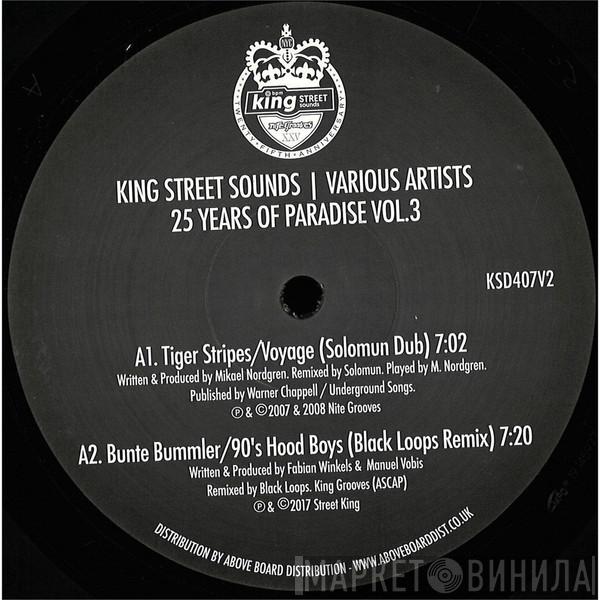 NYP
bpm
king STREET
sounds
nitegrooves
XXV
TWENTY-FIFTH-ANNIVERSARY
KING STREET SOUNDS | VARIOUS ARTISTS
25 YEARS OF PARADISE VOL.3
KSD407V2
A1. Tiger Stripes/Voyage (Solomun Dub) 7:02
Written & Produced by Mikael Nordgren. Remixed by Solomun. Played by M. Nordgren.
Published by Warner Chappell / Underground Songs.
℗ & ©2007 & 2008 Nite Grooves
A2. Bunte Bummler/90's Hood Boys (Black Loops Remix) 7:20
Written & Produced by Fabian Winkels & Manuel Vobis
Remixed by Black Loops. King Grooves (ASCAP)
℗ & ©2017 Street King
DISTRIBUTION BY ABOVE BOARD DISTRIBUTION - WWW.ABOVEBOARDDIST.CO.UK
МАРКЕТ ВИНИЛА